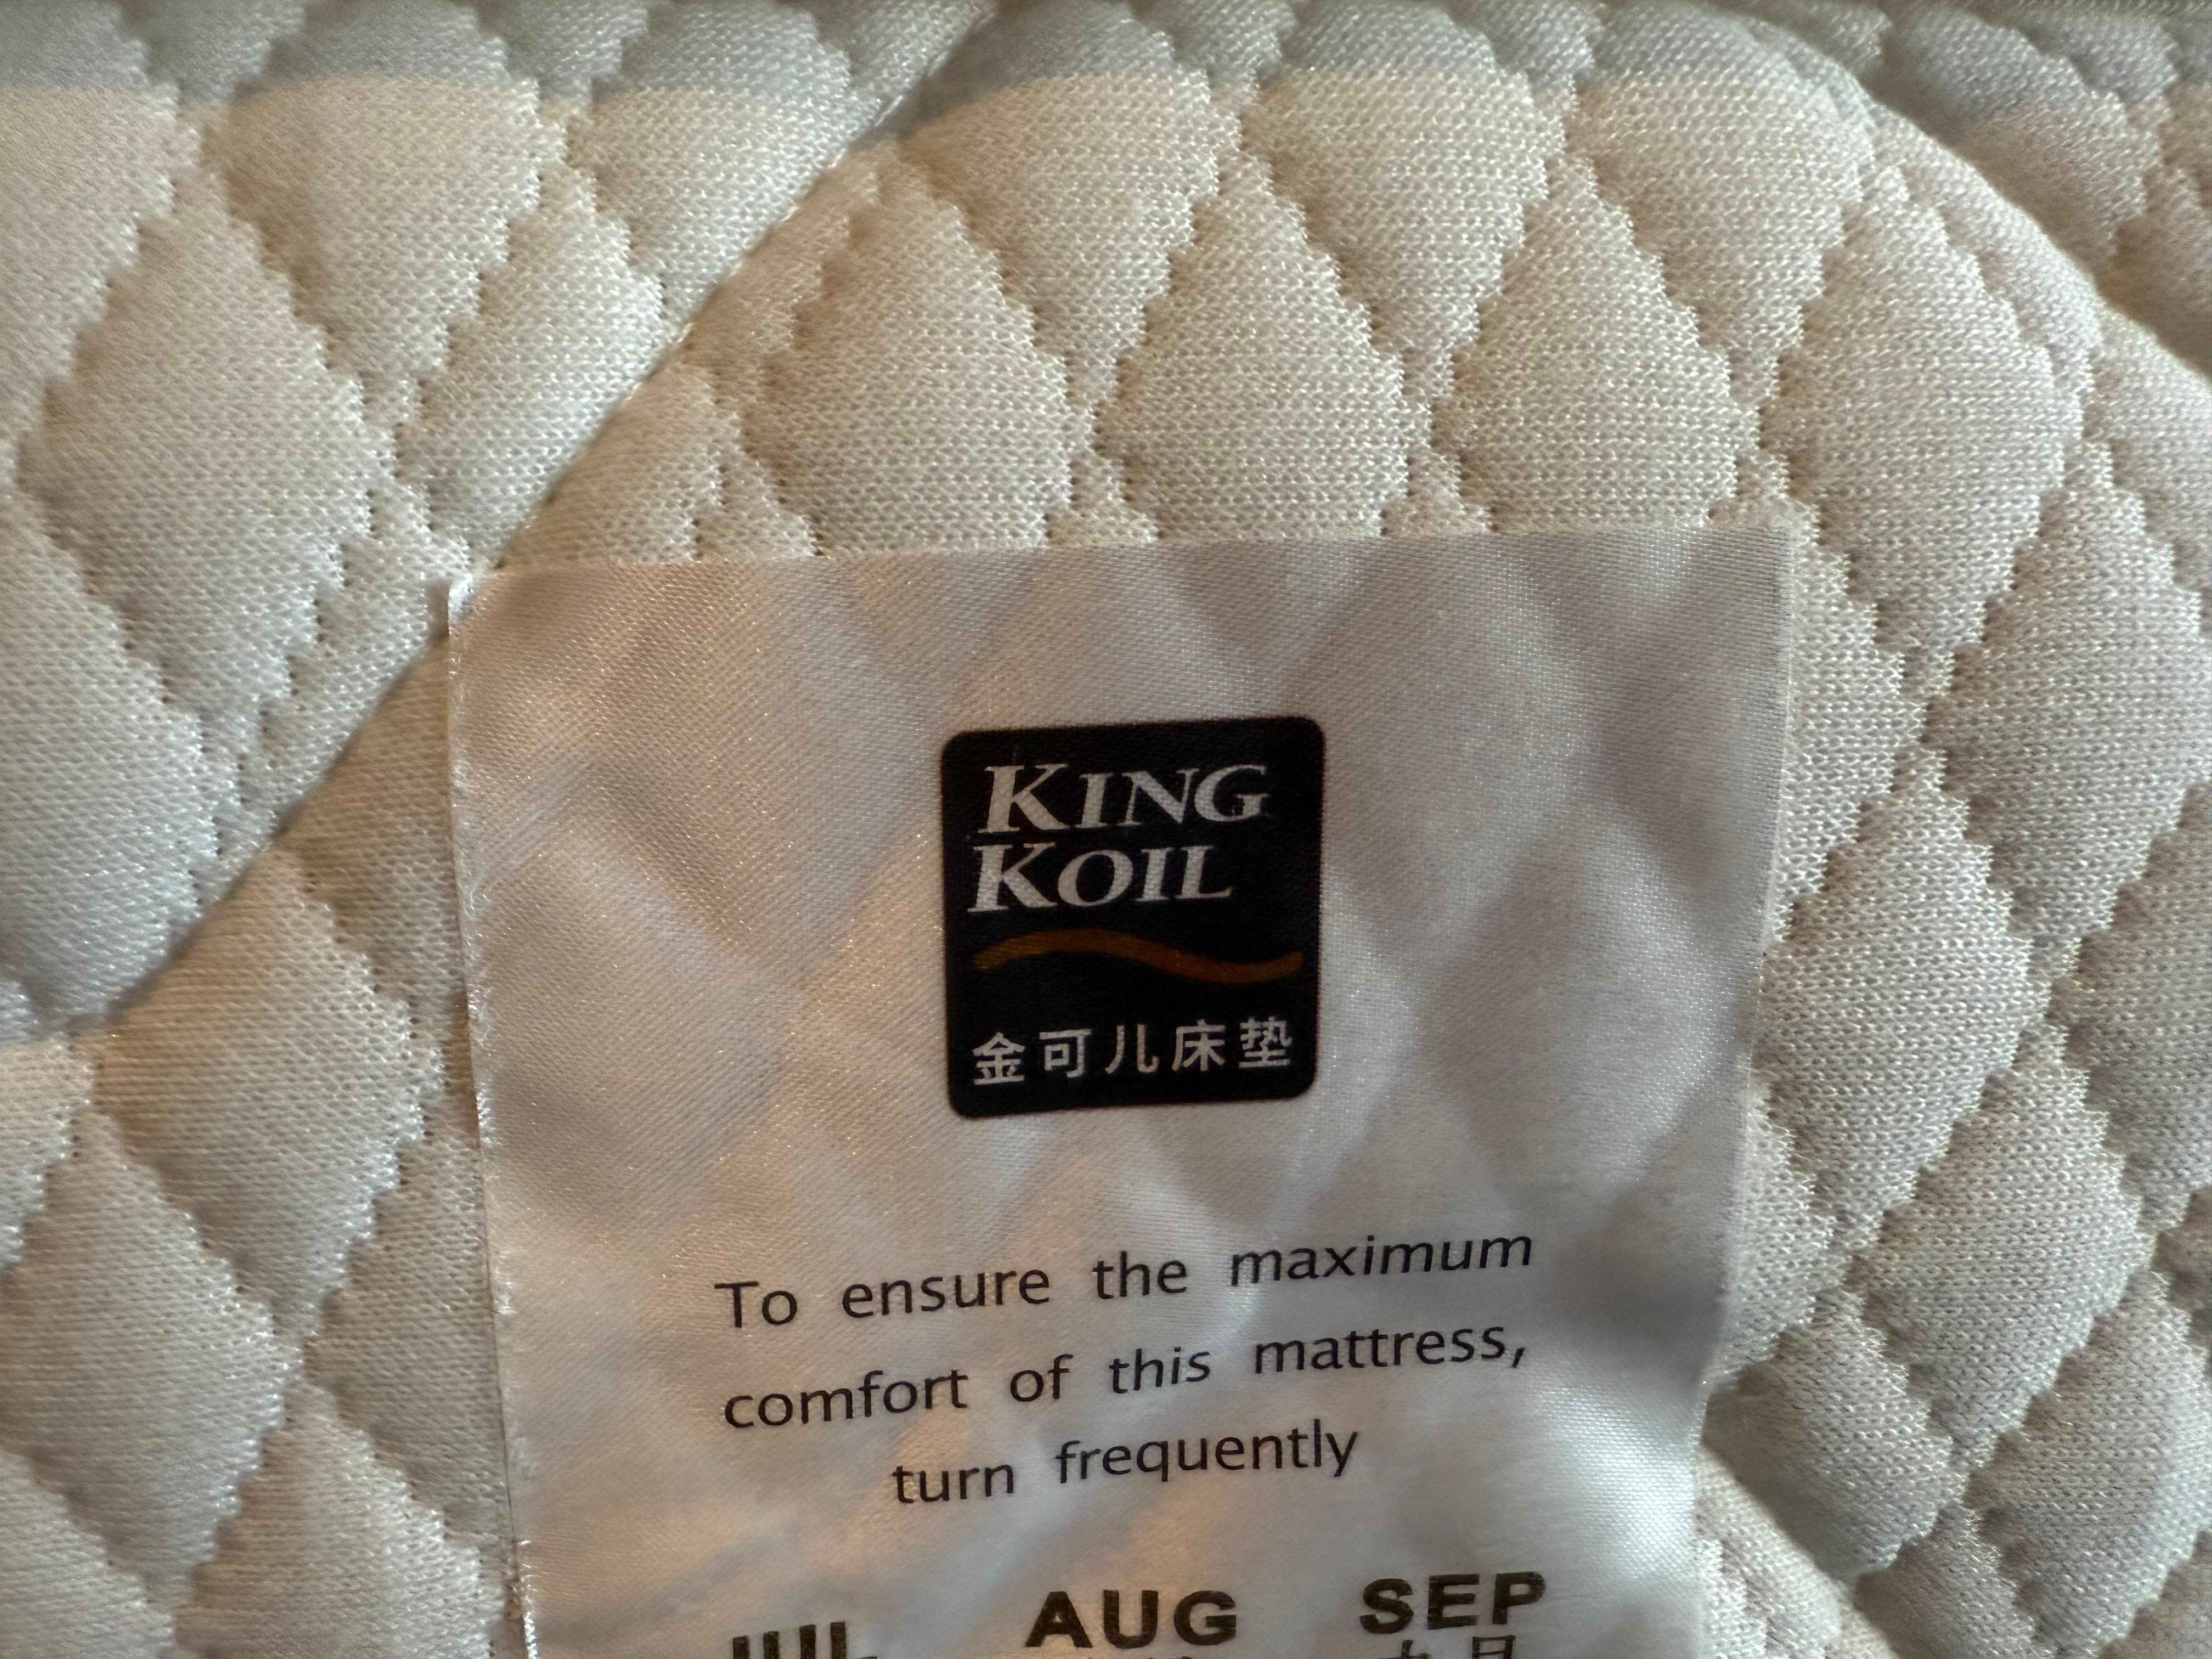 KING
KOIL
金可儿床垫
To ensure the maximum
comfort of this mattress,
turn frequently
JUL AUG SEP